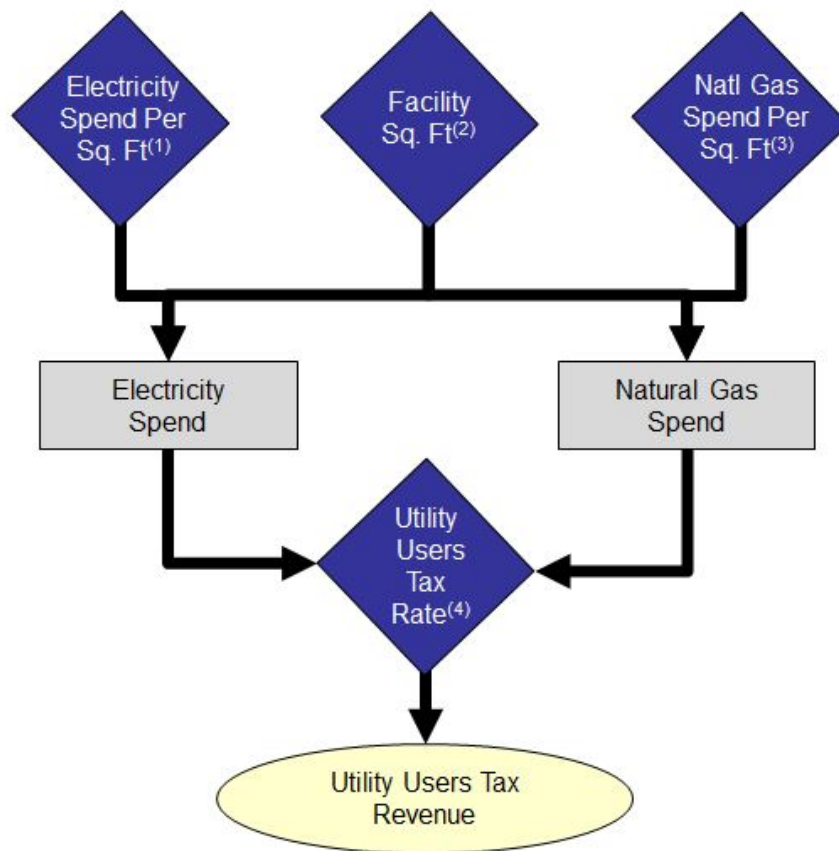 Electricity
Spend Per
Sq. Ft(1)
Facility
Sq. Ft(2)
Natl Gas
Spend Per
Sq. Ft(3)
Electricity
Spend
Natural Gas
Spend
Utility
Users
Tax
Rate(4)
Utility Users Tax
Revenue